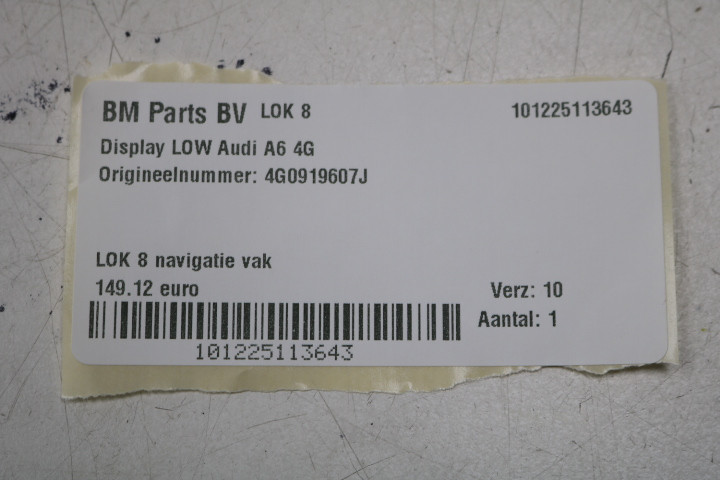 BM Parts BV LOK 8 101225113643
Display LOW Audi A6 4G
Origineelnummer: 4G0919607J
LOK 8 navigatie vak
149.12 euro Verz: 10
Aantal: 1
101225113643